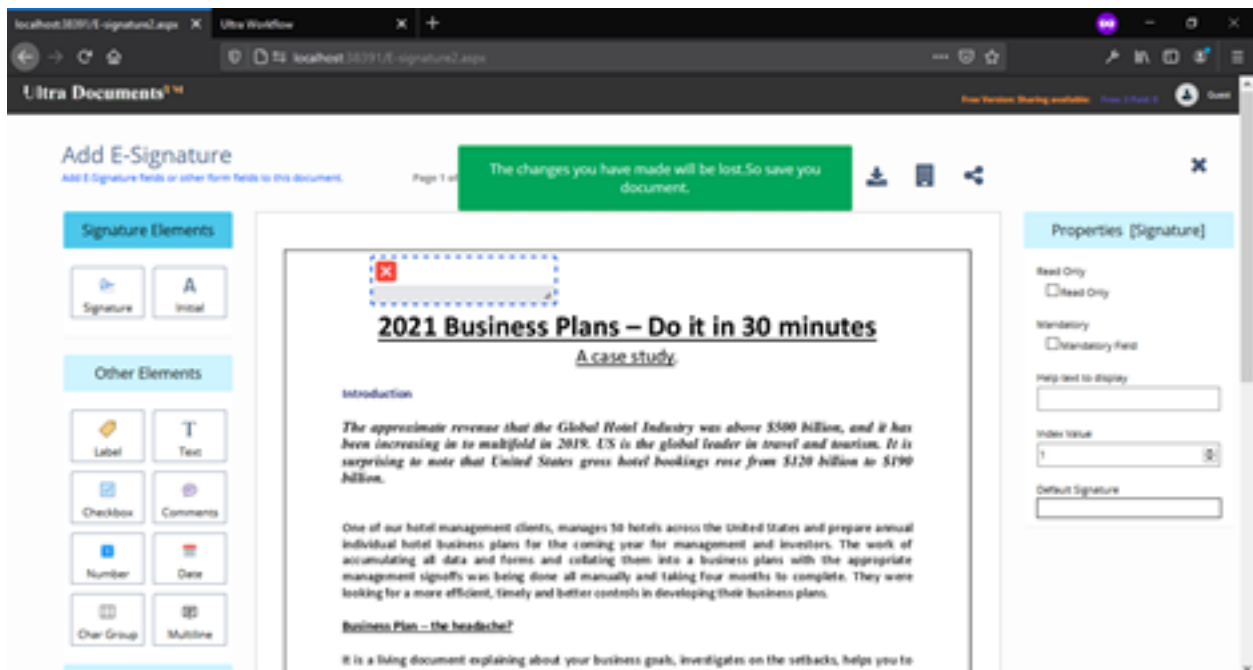 localhost:38391/E-signature2.aspx
Ultra Workflow
localhost:38391/E-signature2.aspx
Ultra Documents™
Free Version: Sharing available:
Guest
Add E-Signature
Add E-Signature fields or other form fields to this document.
Page 1 of
The changes you have made will be lost.So save you
document.
Signature Elements
Signature
Initial
Other Elements
Label
Text
Checkbox
Comments
Number
Date
Char Group
Multiline
2021 Business Plans – Do it in 30 minutes
A case study.
Introduction
The approximate revenue that the Global Hotel Industry was above $500 billion, and it has
been increasing in to multifold in 2019. US is the global leader in travel and tourism. It is
surprising to note that United States gross hotel bookings rose from $120 billion to $190
billion.
One of our hotel management clients, manages 50 hotels across the United States and prepare annual
individual hotel business plans for the coming year for management and investors. The work of
accumulating all data and forms and collating them into a business plans with the appropriate
management signoffs was being done all manually and taking four months to complete. They were
looking for a more efficient, timely and better controls in developing their business plans.
Business Plan – the headache?
It is a living document explaining about your business goals, investigates on the setbacks, helps you to
Properties [Signature]
Read Only
Read Only
Mandatory
Mandatory Field
Help text to display
Index Value
1
Default Signature